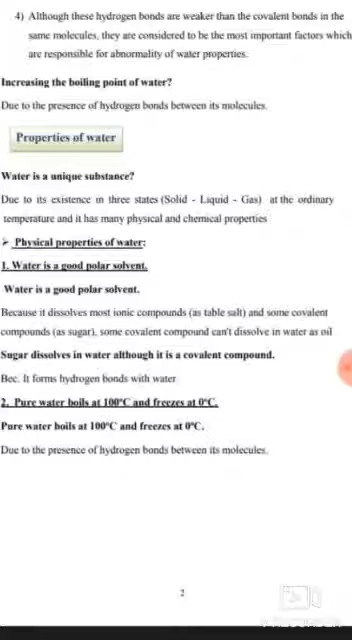 4) Although these hydrogen bonds are weaker than the covalent bonds in the
same molecules, they are considered to be the most important factors which
are responsible for abnormality of water properties.
Increasing the boiling point of water?
Due to the presence of hydrogen bonds between its molecules.
Properties of water
Water is a unique substance?
Due to its existence in three states (Solid - Liquid - Gas) at the ordinary
temperature and it has many physical and chemical properties
➢ Physical properties of water:
1. Water is a good polar solvent.
Water is a good polar solvent.
Because it dissolves most ionic compounds (as table salt) and some covalent
compounds (as sugar), some covalent compound can't dissolve in water as oil
Sugar dissolves in water although it is a covalent compound.
Bec. It forms hydrogen bonds with water
2. Pure water boils at 100°C and freezes at 0°C.
Pure water boils at 100°C and freezes at 0°C.
Due to the presence of hydrogen bonds between its molecules.
2